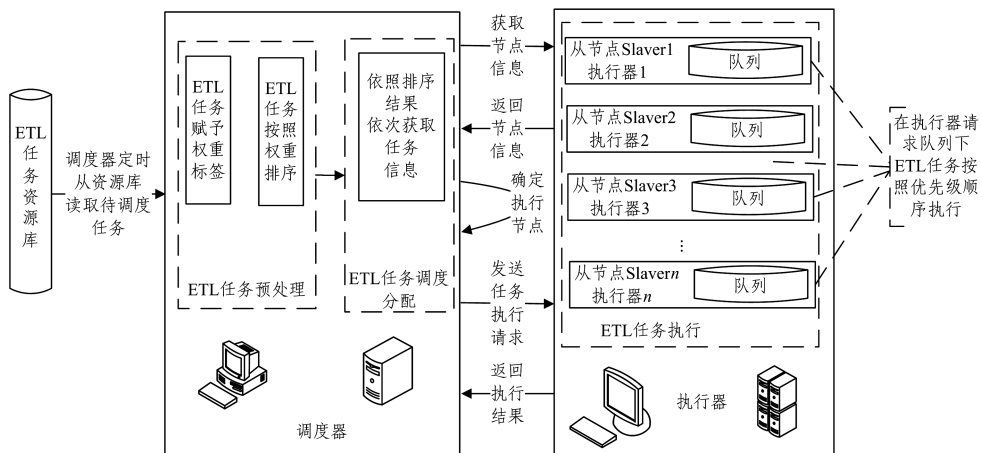 ETL
任
务
资
源
库
调度器定时
从资源库
读取待调度
任务
ETL
任务
赋予
权重
标签
ETL
任务
按照
权重
排序
ETL任务预处理
依照排序
结果
依次获取
任务
信息
ETL任务调度
分配
调度器
获取
节点
信息
返回
节点
信息
确定
执行
节点
发送
任务
执行
请求
返回
执行
结果
从节点Slaver1
执行器1
队列
从节点Slaver2
执行器2
队列
从节点Slaver3
执行器3
队列
...
从节点Slavern
执行器n
队列
ETL任务执行
执行器
在执行器请
求队列下
ETL任务按
照优先级顺
序执行